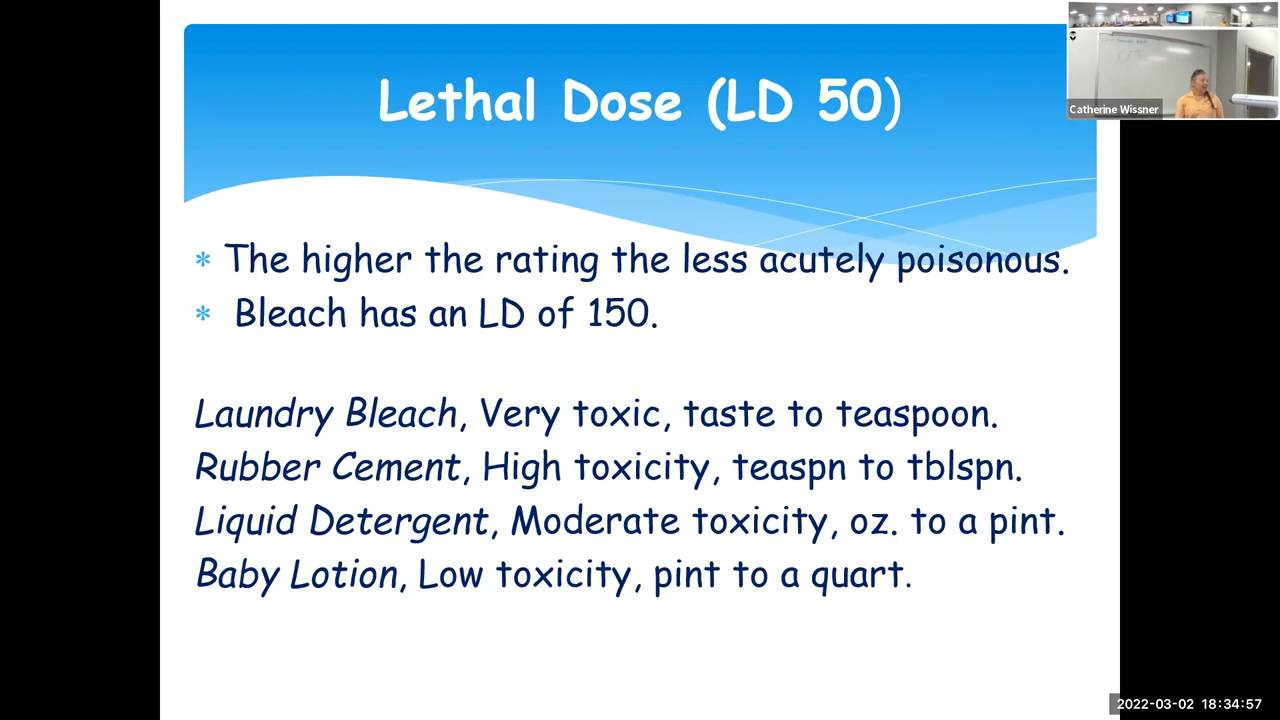 Lethal Dose (LD 50)
Catherine Wissner
* The higher the rating the less acutely poisonous.
* Bleach has an LD of 150.
Laundry Bleach, Very toxic, taste to teaspoon.
Rubber Cement, High toxicity, teaspn to tblspn.
Liquid Detergent, Moderate toxicity, oz. to a pint.
Baby Lotion, Low toxicity, pint to a quart.
2022-03-02 18:34:57